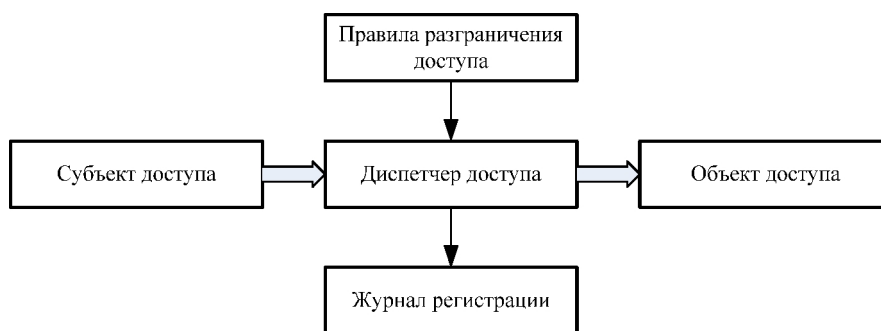 Правила разграничения
доступа
Субъект доступа
Диспетчер доступа
Объект доступа
Журнал регистрации